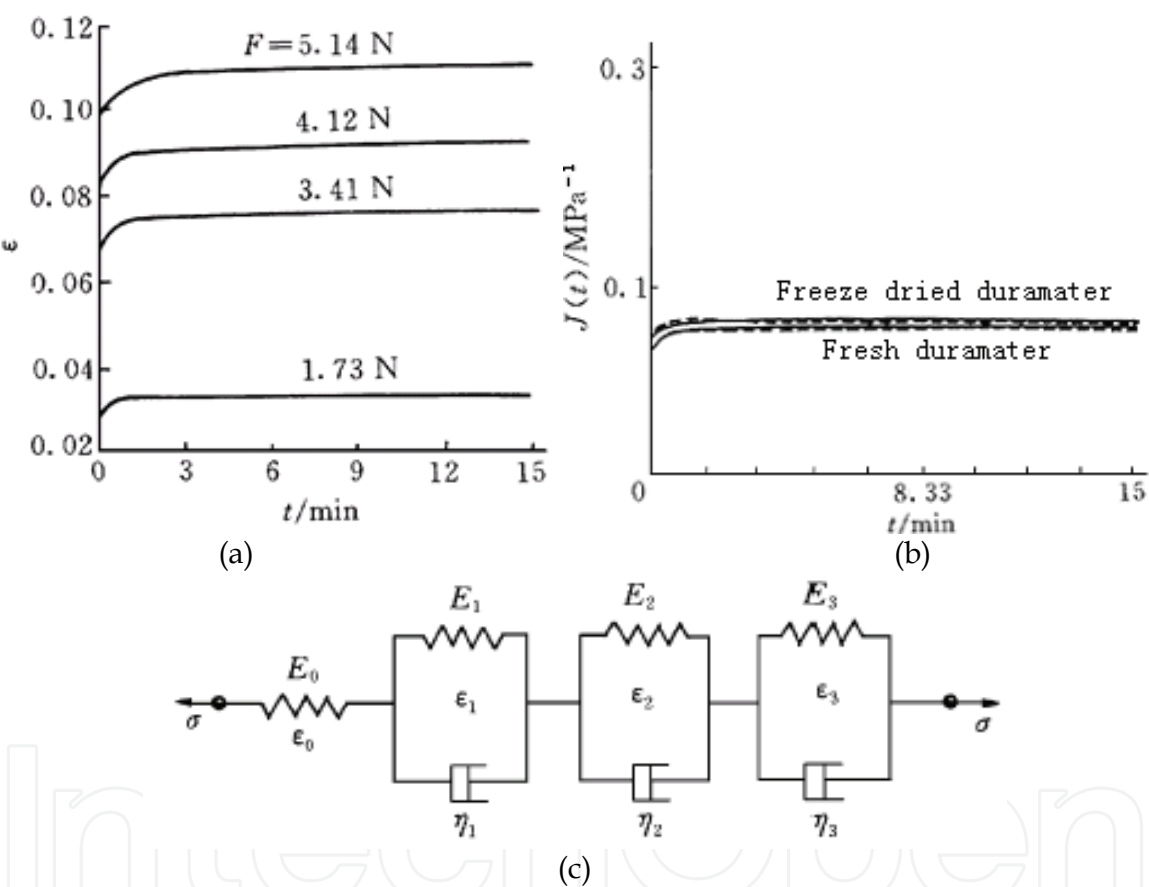 0.12
F=5.14 N
0.10
4.12 N
0.08
3.41 N
ε
0.06
0.04
1.73 N
0.02
0 3 6 9 12 15
t/min
(a)
0.3
J(t)/MPa⁻¹
0.1
Freeze dried duramater
Fresh duramater
0 8.33 15
t/min
(b)
E₁ E₂ E₃
E₀
ε₁ ε₂ ε₃
σ σ
ε₀
η₁ η₂ η₃
(c)
InTechOpen